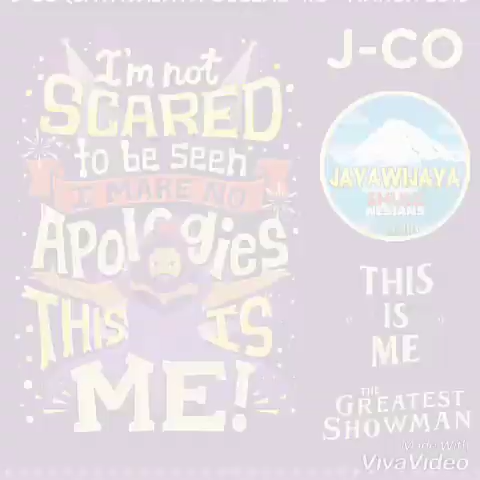 I'm not
SCARED
to be seen
I MAKE NO
Apologies
THIS IS
ME!
J-CO
JAYAWIJAYA
NESIANS
THIS
IS
ME
THE
GREATEST
SHOWMAN
Made With
VivaVideo